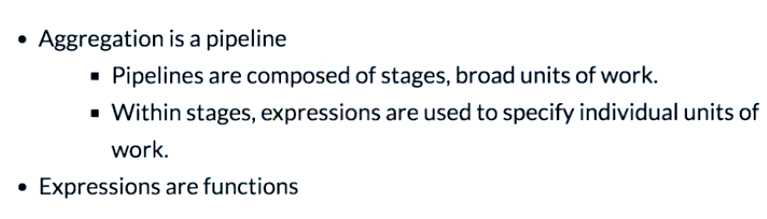 • Aggregation is a pipeline
▪ Pipelines are composed of stages, broad units of work.
▪ Within stages, expressions are used to specify individual units of
work.
• Expressions are functions